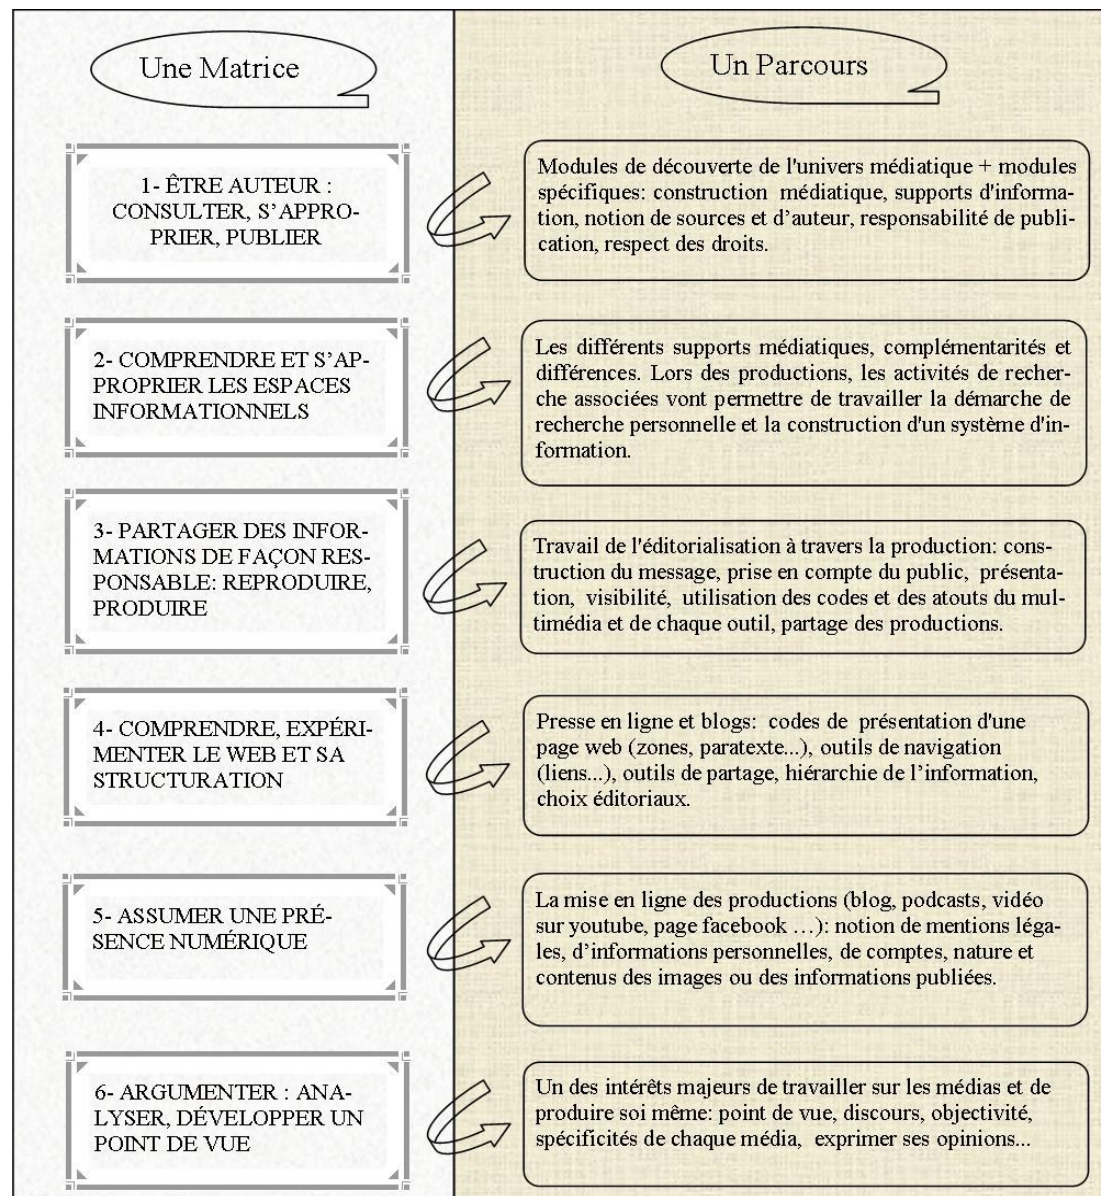 Une Matrice
Un Parcours
1- ÊTRE AUTEUR :
CONSULTER, S’APPRO-
PRIER, PUBLIER
Modules de découverte de l'univers médiatique + modules
spécifiques: construction médiatique, supports d'informa-
tion, notion de sources et d’auteur, responsabilité de publi-
cation, respect des droits.
2- COMPRENDRE ET S’AP-
PROPRIER LES ESPACES
INFORMATIONNELS
Les différents supports médiatiques, complémentarités et
différences. Lors des productions, les activités de recher-
che associées vont permettre de travailler la démarche de
recherche personnelle et la construction d'un système d'in-
formation.
3- PARTAGER DES INFOR-
MATIONS DE FAÇON RES-
PONSABLE: REPRODUIRE,
PRODUIRE
Travail de l'éditorialisation à travers la production: cons-
truction du message, prise en compte du public, présenta-
tion, visibilité, utilisation des codes et des atouts du mul-
timédia et de chaque outil, partage des productions.
4- COMPRENDRE, EXPÉRI-
MENTER LE WEB ET SA
STRUCTURATION
Presse en ligne et blogs: codes de présentation d'une
page web (zones, paratexte...), outils de navigation
(liens...), outils de partage, hiérarchie de l’information,
choix éditoriaux.
5- ASSUMER UNE PRÉ-
SENCE NUMÉRIQUE
La mise en ligne des productions (blog, podcasts, vidéo
sur youtube, page facebook …): notion de mentions léga-
les, d’informations personnelles, de comptes, nature et
contenus des images ou des informations publiées.
6- ARGUMENTER : ANA-
LYSER, DÉVELOPPER UN
POINT DE VUE
Un des intérêts majeurs de travailler sur les médias et de
produire soi même: point de vue, discours, objectivité,
spécificités de chaque média, exprimer ses opinions...